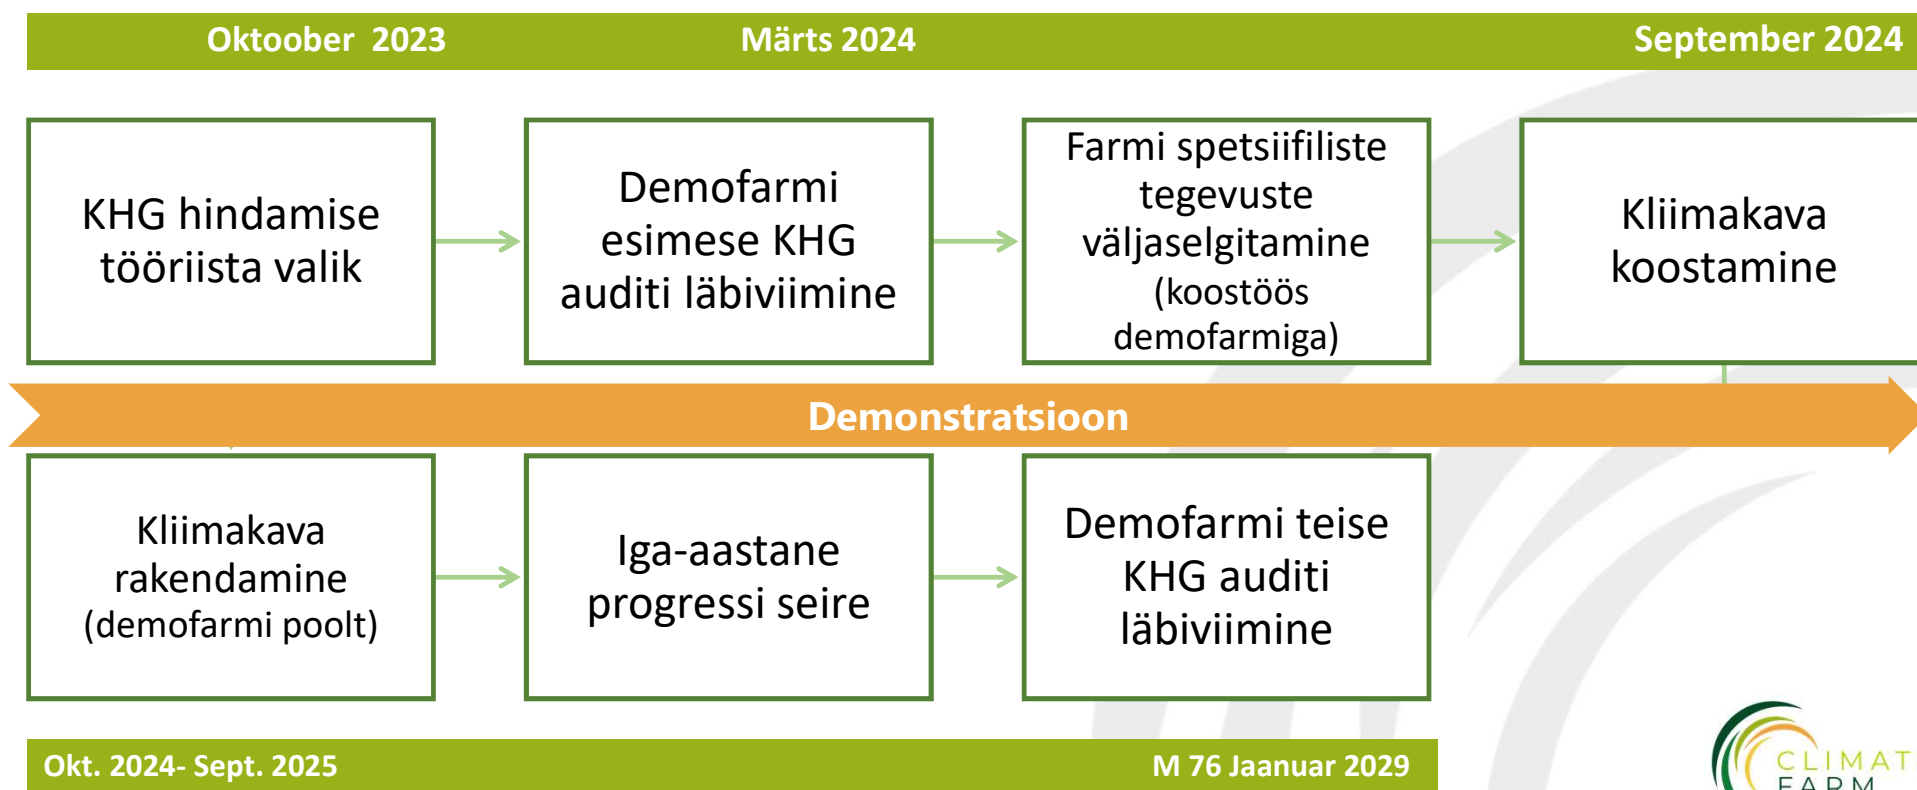 Oktoober 2023
Märts 2024
September 2024
KHG hindamise
tööriista valik
Demofarmi
esimese KHG
auditi läbiviimine
Farmi spetsiifiliste
tegevuste
väljaselgitamine
(koostöös
demofarmiga)
Kliimakava
koostamine
Demonstratsioon
Kliimakava
rakendamine
(demofarmi poolt)
Iga-aastane
progressi seire
Demofarmi teise
KHG auditi
läbiviimine
Okt. 2024- Sept. 2025
M 76 Jaanuar 2029
CLIMAT
FARM